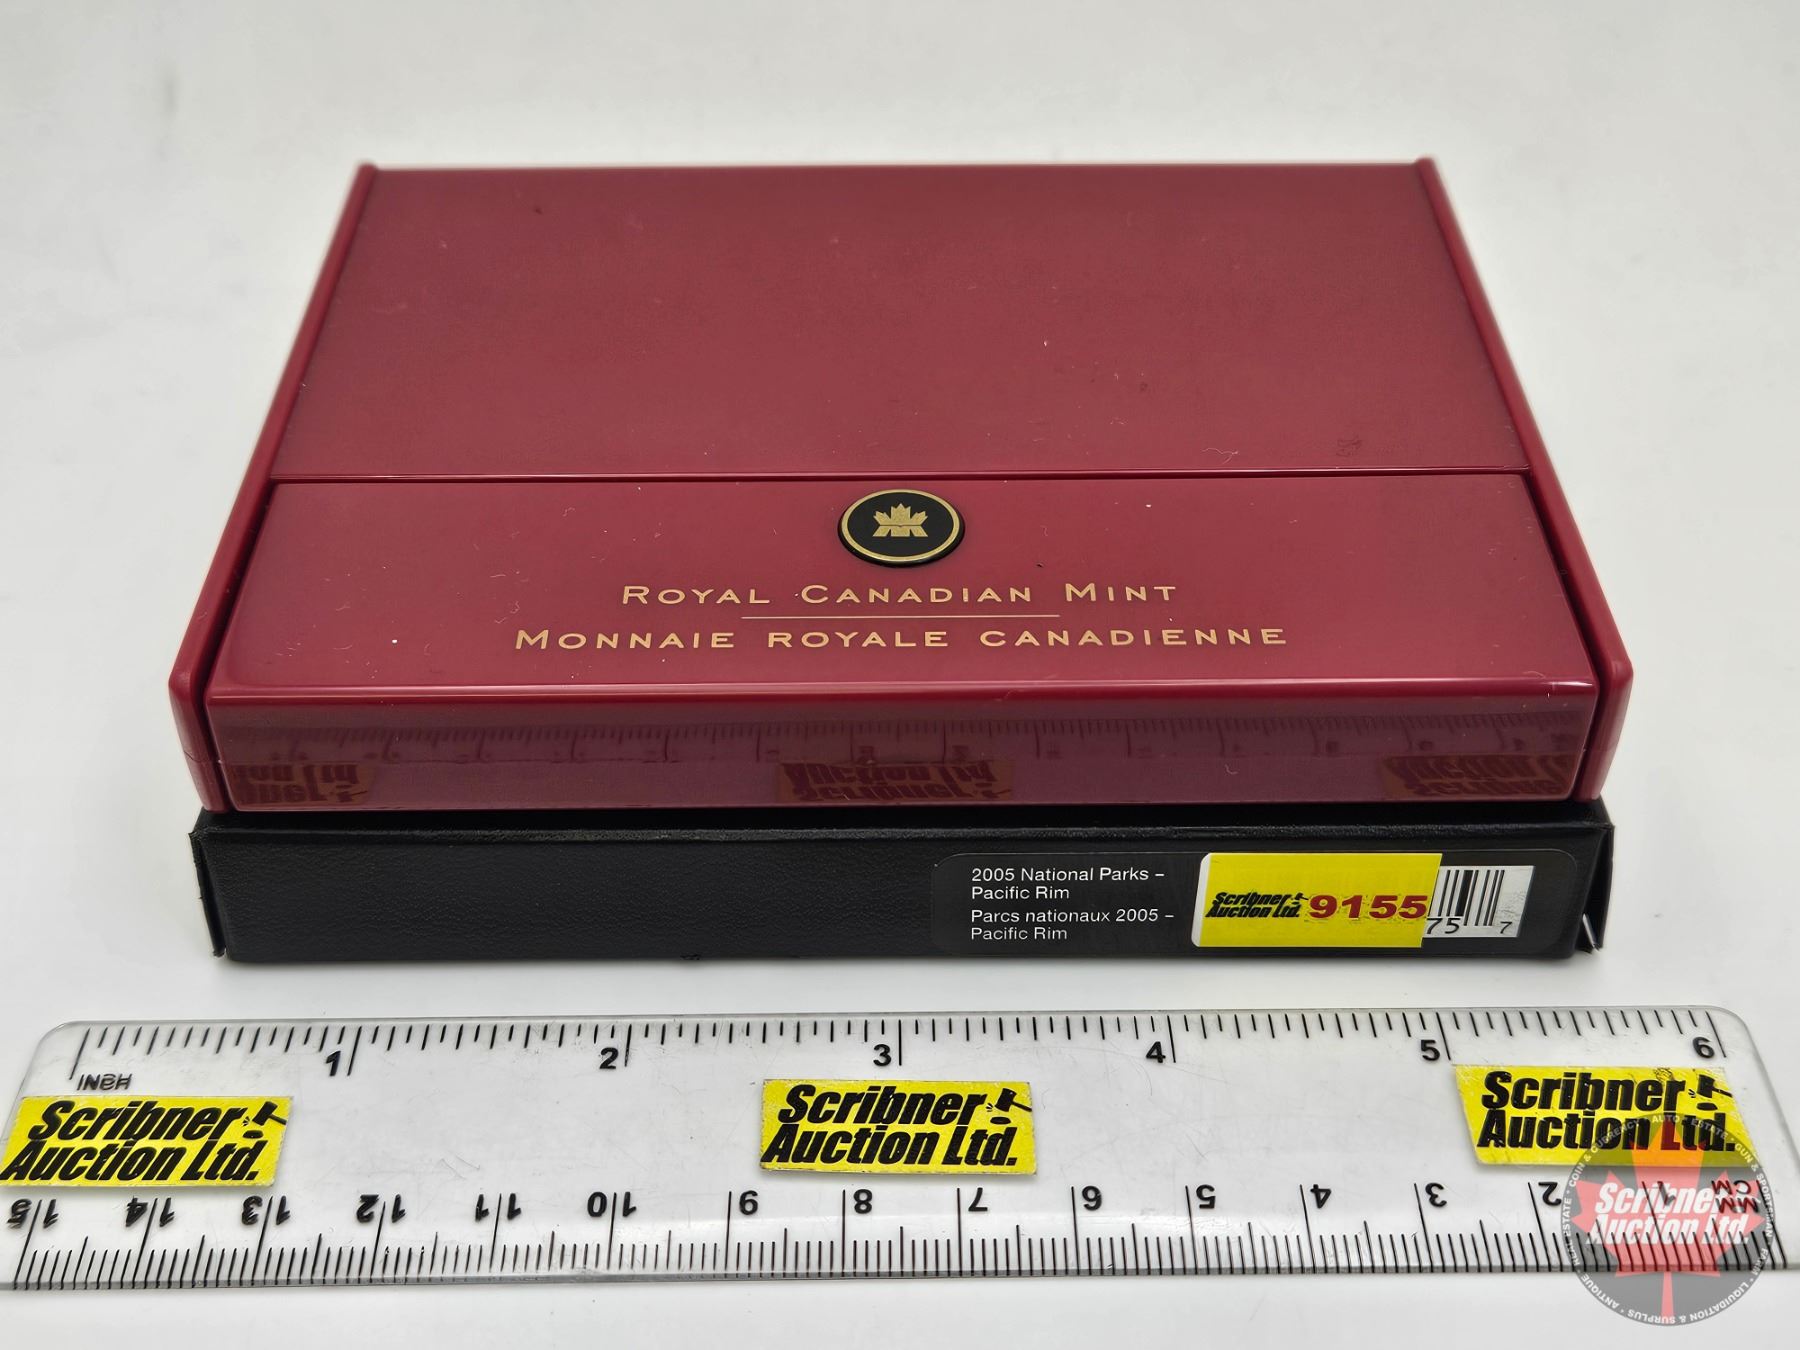 ROYAL CANADIAN MINT
MONNAIE ROYALE CANADIENNE
2005 National Parks –
Pacific Rim
Parcs nationaux 2005 –
Pacific Rim
Scribner
Auction Ltd.
9155
75 7
1 2 3 4 5 6
Scribner
Auction Ltd.
Scribner
Auction Ltd.
Scribner
Auction Ltd.
15 14 13 12 11 10 9 8 7 6 5 4 3 2 1
MM
CM
Scribner
Auction Ltd.